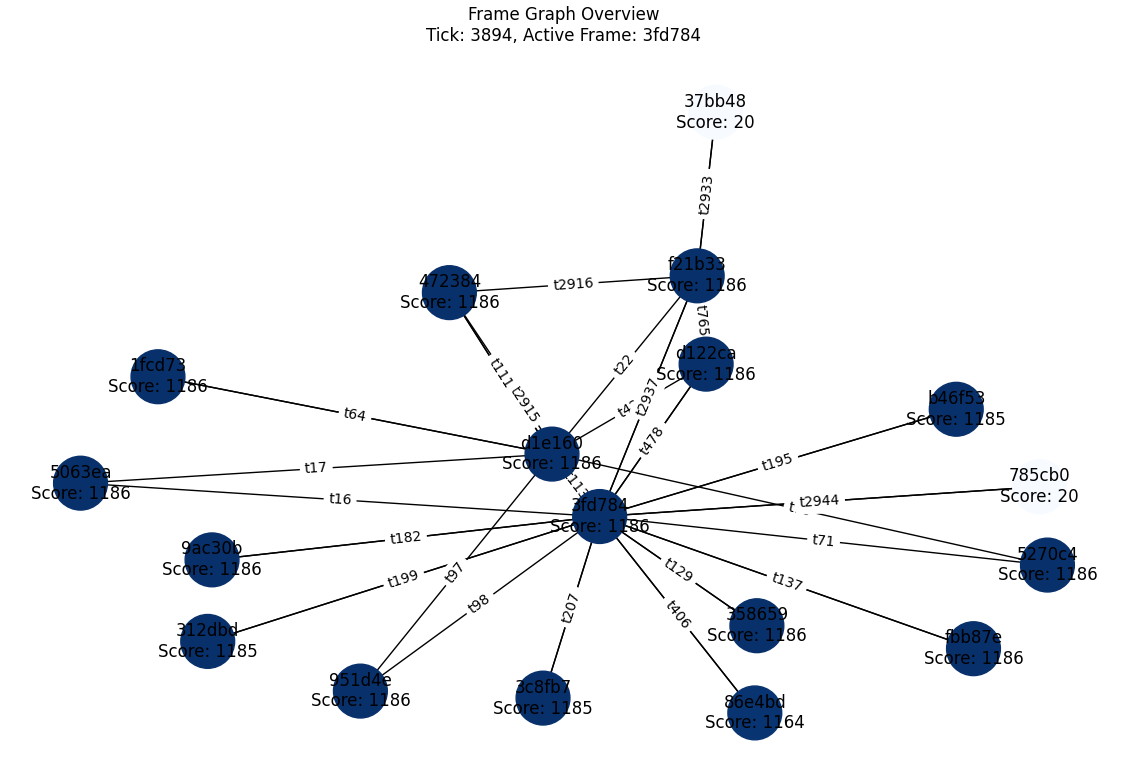 Frame Graph Overview
Tick: 3894, Active Frame: 3fd784
37bb48
Score: 20
t2933
f21b33
Score: 1186
472384
Score: 1186
t2916
t765
d122ca
Score: 1186
1fcd73
Score: 1186
t22
t111
t2915
t2937
b46f53
Score: 1185
t64
d1e160
Score: 1186
t478
t195
5063ea
Score: 1186
t17
t16
t113
785cb0
Score: 20
t2944
3fd784
Score: 1186
t182
t71
9ac30b
Score: 1186
5270c4
Score: 1186
t199
t97
t129
t137
t98
t207
t406
312dbd
Score: 1185
358659
Score: 1186
fbb87e
Score: 1186
951d4e
Score: 1186
3c8fb7
Score: 1185
86e4bd
Score: 1164